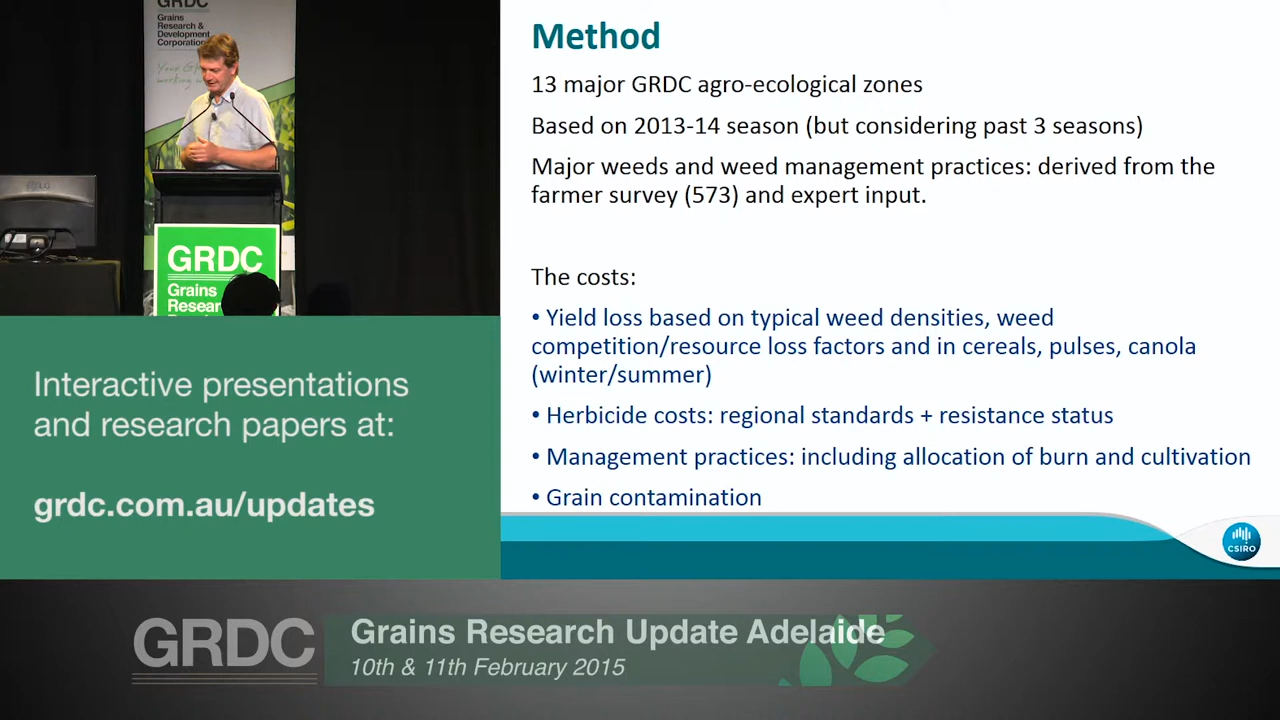 GRDC
Grains
Research &
Development
Corporation
GRDC
Grains
Method
13 major GRDC agro-ecological zones
Based on 2013-14 season (but considering past 3 seasons)
Major weeds and weed management practices: derived from the
farmer survey (573) and expert input.
The costs:
• Yield loss based on typical weed densities, weed
competition/resource loss factors and in cereals, pulses, canola
(winter/summer)
• Herbicide costs: regional standards + resistance status
• Management practices: including allocation of burn and cultivation
• Grain contamination
CSIRO
Interactive presentations
and research papers at:
grdc.com.au/updates
GRDC
Grains Research Update Adelaide
10th & 11th February 2015